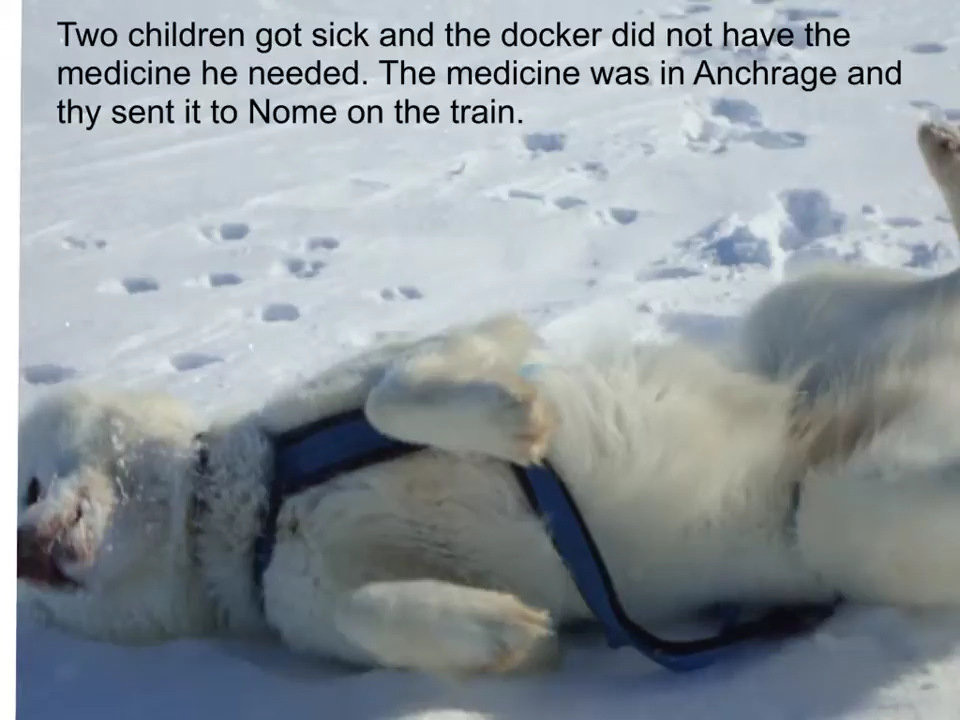 Two children got sick and the docker did not have the
medicine he needed. The medicine was in Anchrage and
thy sent it to Nome on the train.